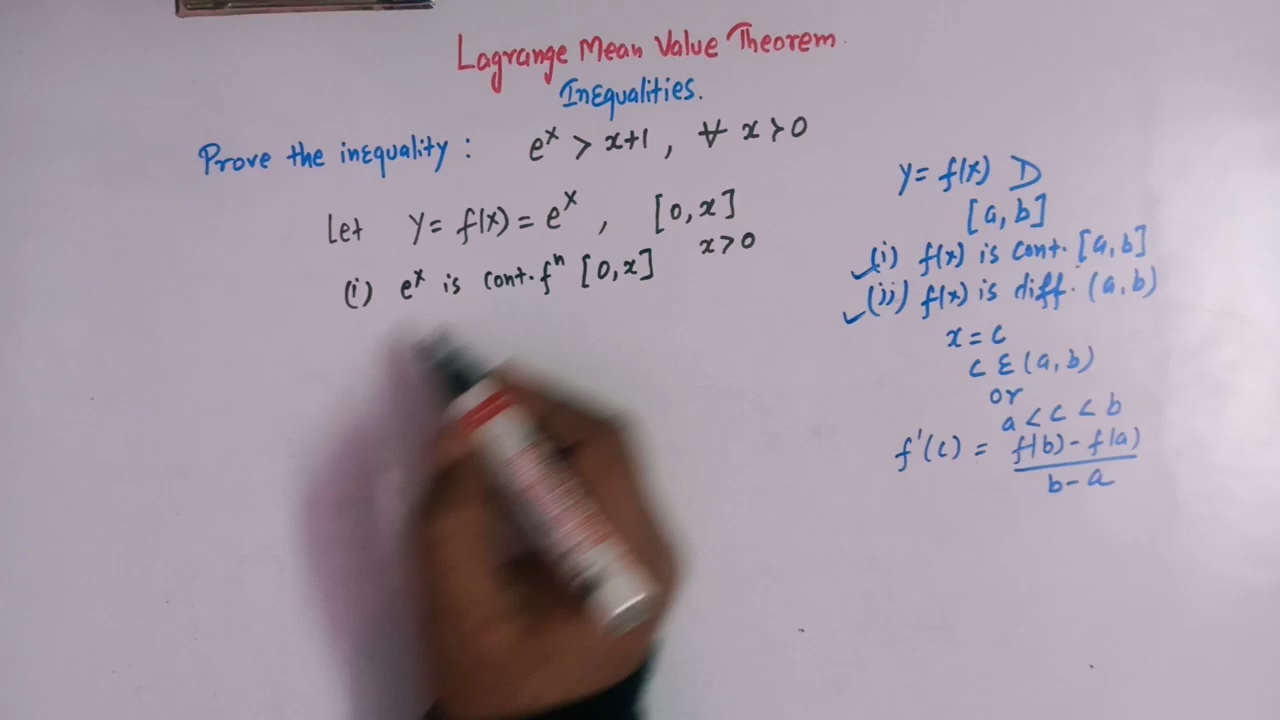 Lagrange Mean Value Theorem.
InEqualities.
Prove the inequality : e^x > x+1 , ∀ x > 0
Let y = f(x) = e^x , [0, x]
x > 0
(i) e^x is cont. f^n [0, x]
y = f(x) D
[a, b]
(i) f(x) is cont. [a, b]
(ii) f(x) is diff. (a, b)
x = c
c ε (a, b)
or
a < c < b
f'(c) = f(b) - f(a) / b - a